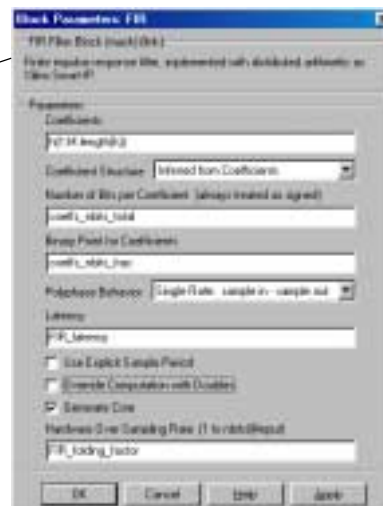 Block Parameters: FIR
FIR Filter Block (mask) (link)
Finite impulse response filter, implemented with distributed arithmetic as
Xilinx Smart-IP.
Parameters
Coefficients
Coefficient Structure Inferred from Coefficients
Number of Bits per Coefficient (always treated as signed)
coefs_nbits_total
Binary Point for Coefficients
coefs_nbits_frac
Polyphase Behavior Single Rate: sample in - sample out
Latency
FIR_latency
Use Explicit Sample Period
Override Computation with Doubles
Generate Core
Hardware Over Sampling Rate (1 to nbits@input)
FIR_folding_factor
OK Cancel Help Apply